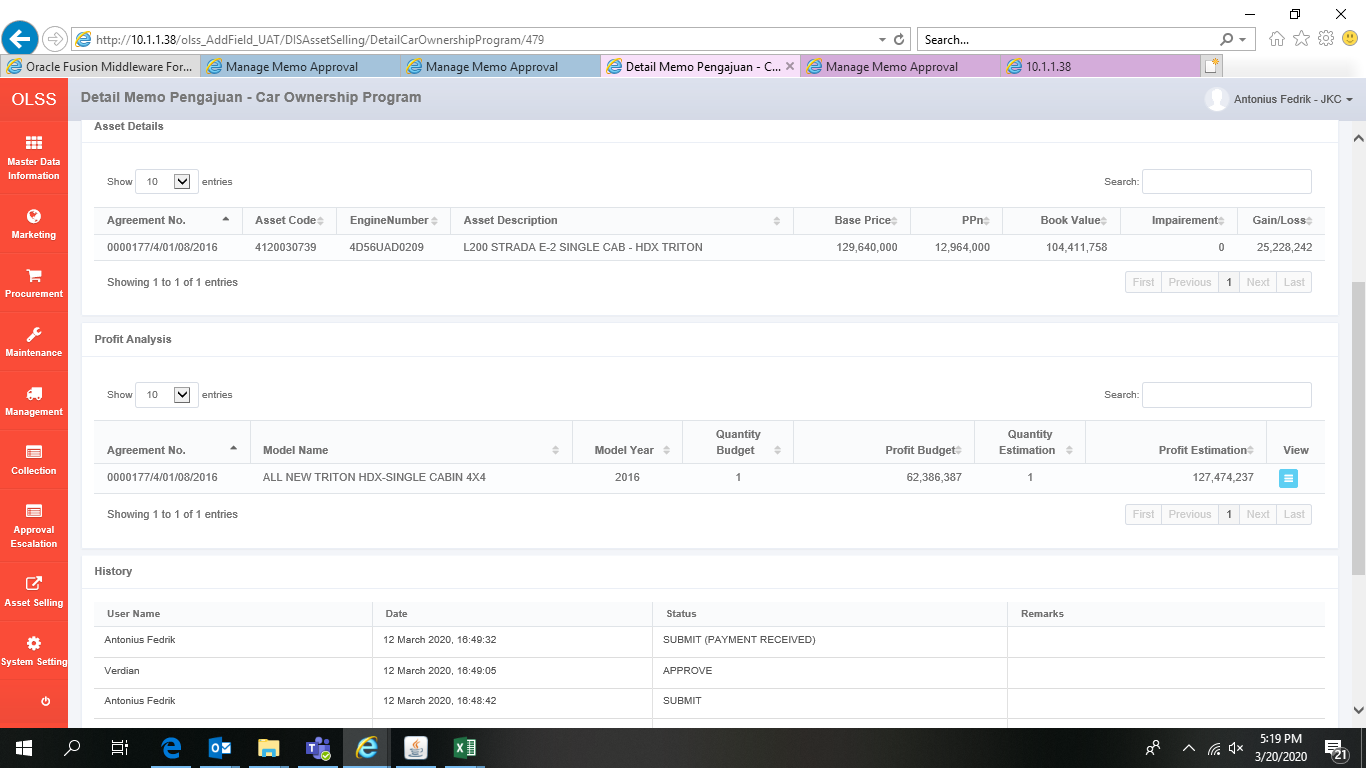 http://10.1.1.38/olss_AddField_UAT/DISAssetSelling/DetailCarOwnershipProgram/479
Search...
Oracle Fusion Middleware For...
Manage Memo Approval
Manage Memo Approval
Detail Memo Pengajuan - C...
Manage Memo Approval
10.1.1.38
OLSS
Detail Memo Pengajuan - Car Ownership Program
Antonius Fedrik - JKC
Master Data
Information
Marketing
Procurement
Maintenance
Management
Collection
Approval
Escalation
Asset Selling
System Setting
Asset Details
Show 10 entries
Search:
Agreement No. Asset Code EngineNumber Asset Description Base Price PPn Book Value Impairement Gain/Loss
0000177/4/01/08/2016 4120030739 4D56UAD0209 L200 STRADA E-2 SINGLE CAB - HDX TRITON 129,640,000 12,964,000 104,411,758 0 25,228,242
Showing 1 to 1 of 1 entries
First Previous 1 Next Last
Profit Analysis
Show 10 entries
Search:
Agreement No. Model Name Model Year Quantity Budget Profit Budget Quantity Estimation Profit Estimation View
0000177/4/01/08/2016 ALL NEW TRITON HDX-SINGLE CABIN 4X4 2016 1 62,386,387 1 127,474,237
Showing 1 to 1 of 1 entries
First Previous 1 Next Last
History
User Name Date Status Remarks
Antonius Fedrik 12 March 2020, 16:49:32 SUBMIT (PAYMENT RECEIVED)
Verdian 12 March 2020, 16:49:05 APPROVE
Antonius Fedrik 12 March 2020, 16:48:42 SUBMIT
5:19 PM
3/20/2020
21